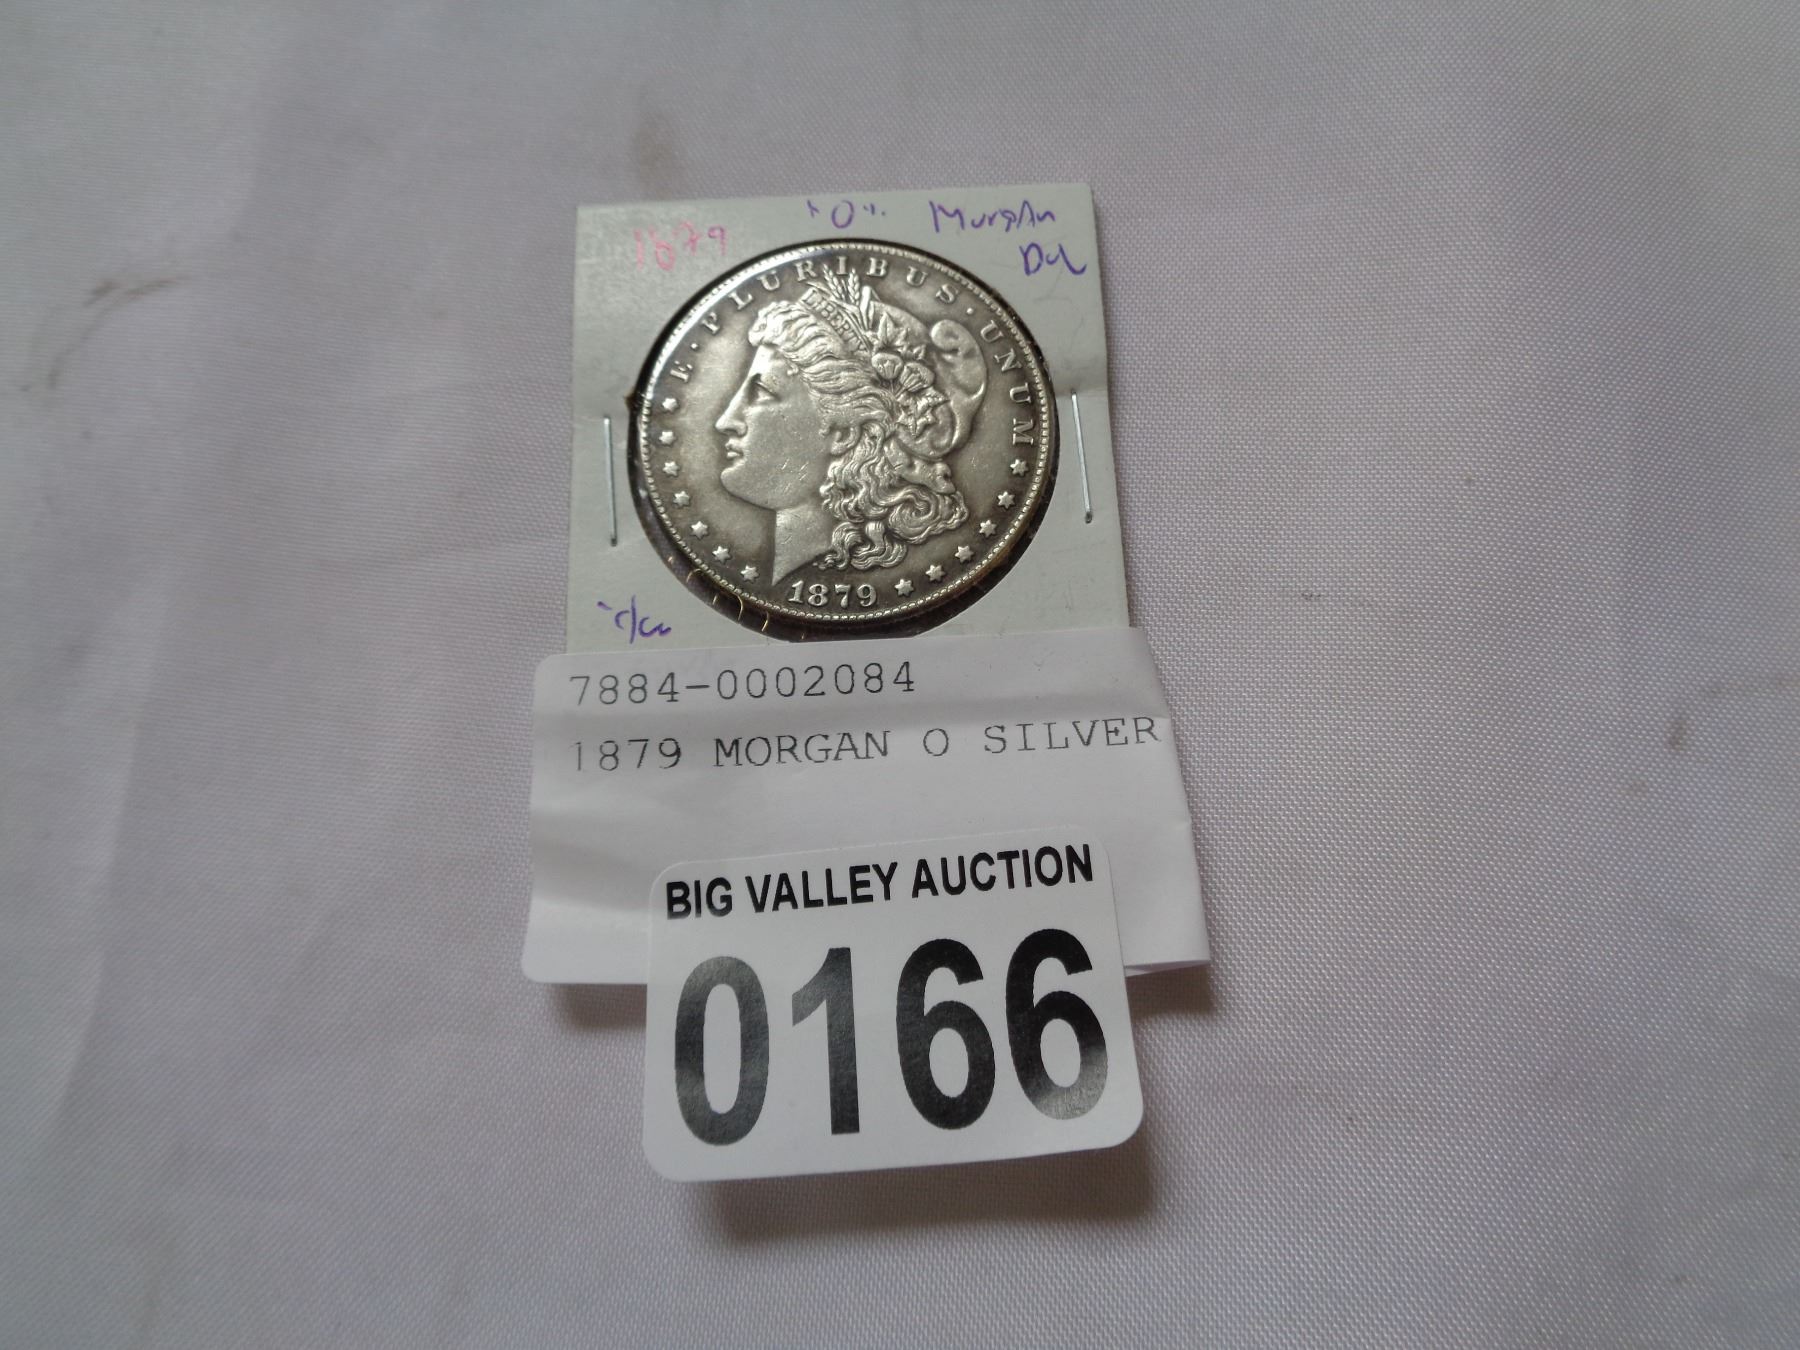 1879 "O" Morgan
Dol
E · PLURIBUS · UNUM
LIBERTY
1879
7884-0002084
1879 MORGAN O SILVER
BIG VALLEY AUCTION
0166